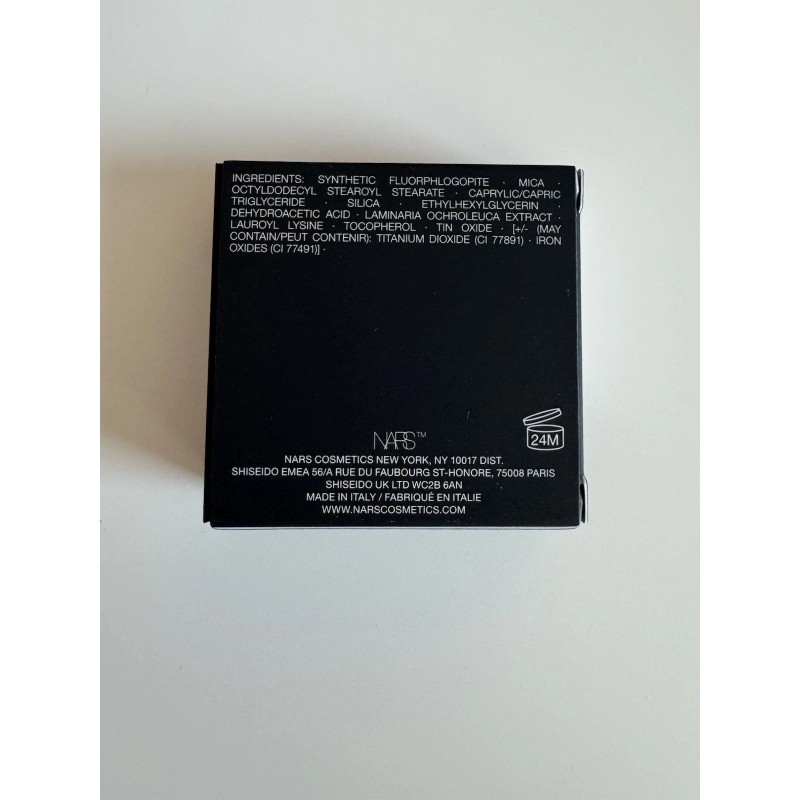 INGREDIENTS: SYNTHETIC FLUORPHLOGOPITE · MICA ·
OCTYLDODECYL STEAROYL STEARATE · CAPRYLIC/CAPRIC
TRIGLYCERIDE · SILICA · ETHYLHEXYLGLYCERIN ·
DEHYDROACETIC ACID · LAMINARIA OCHROLEUCA EXTRACT ·
LAUROYL LYSINE · TOCOPHEROL · TIN OXIDE · [+/- (MAY
CONTAIN/PEUT CONTENIR): TITANIUM DIOXIDE (CI 77891) · IRON
OXIDES (CI 77491)] ·
24M
NARS™
NARS COSMETICS NEW YORK, NY 10017 DIST.
SHISEIDO EMEA 56/A RUE DU FAUBOURG ST-HONORE, 75008 PARIS
SHISEIDO UK LTD WC2B 6AN
MADE IN ITALY / FABRIQUÉ EN ITALIE
WWW.NARSCOSMETICS.COM